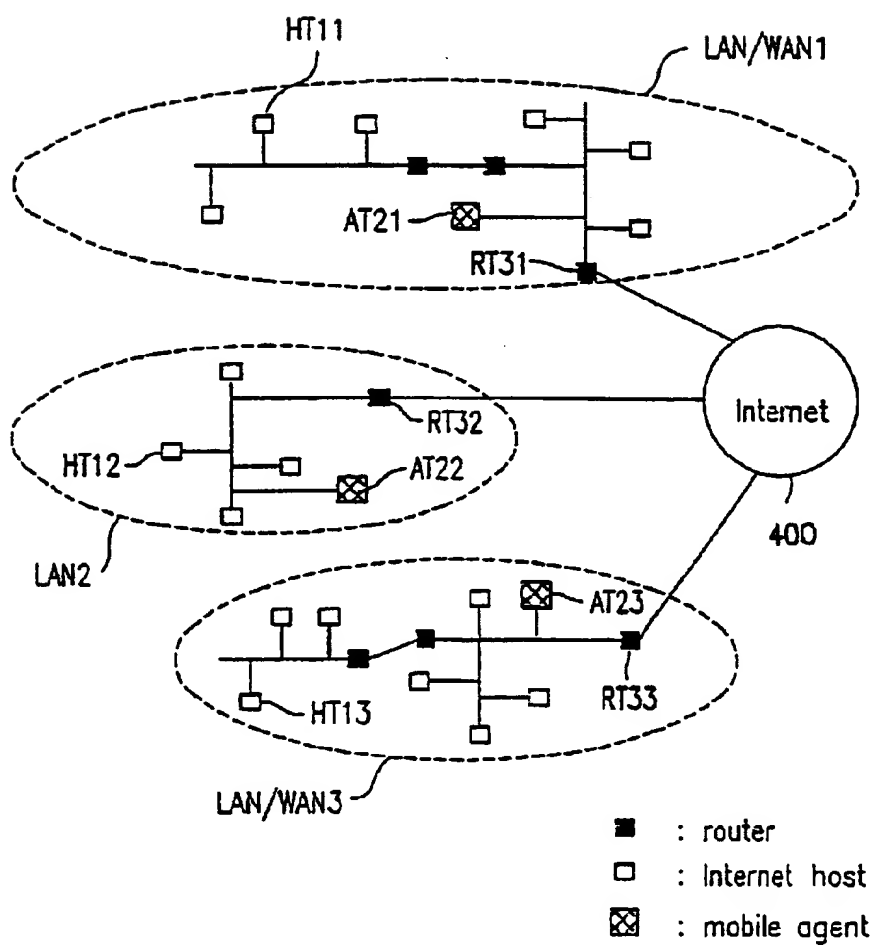 HT11
LAN/WAN1
AT21
RT31
Internet
RT32
HT12
AT22
400
LAN2
AT23
HT13
RT33
LAN/WAN3
: router
: Internet host
: mobile agent